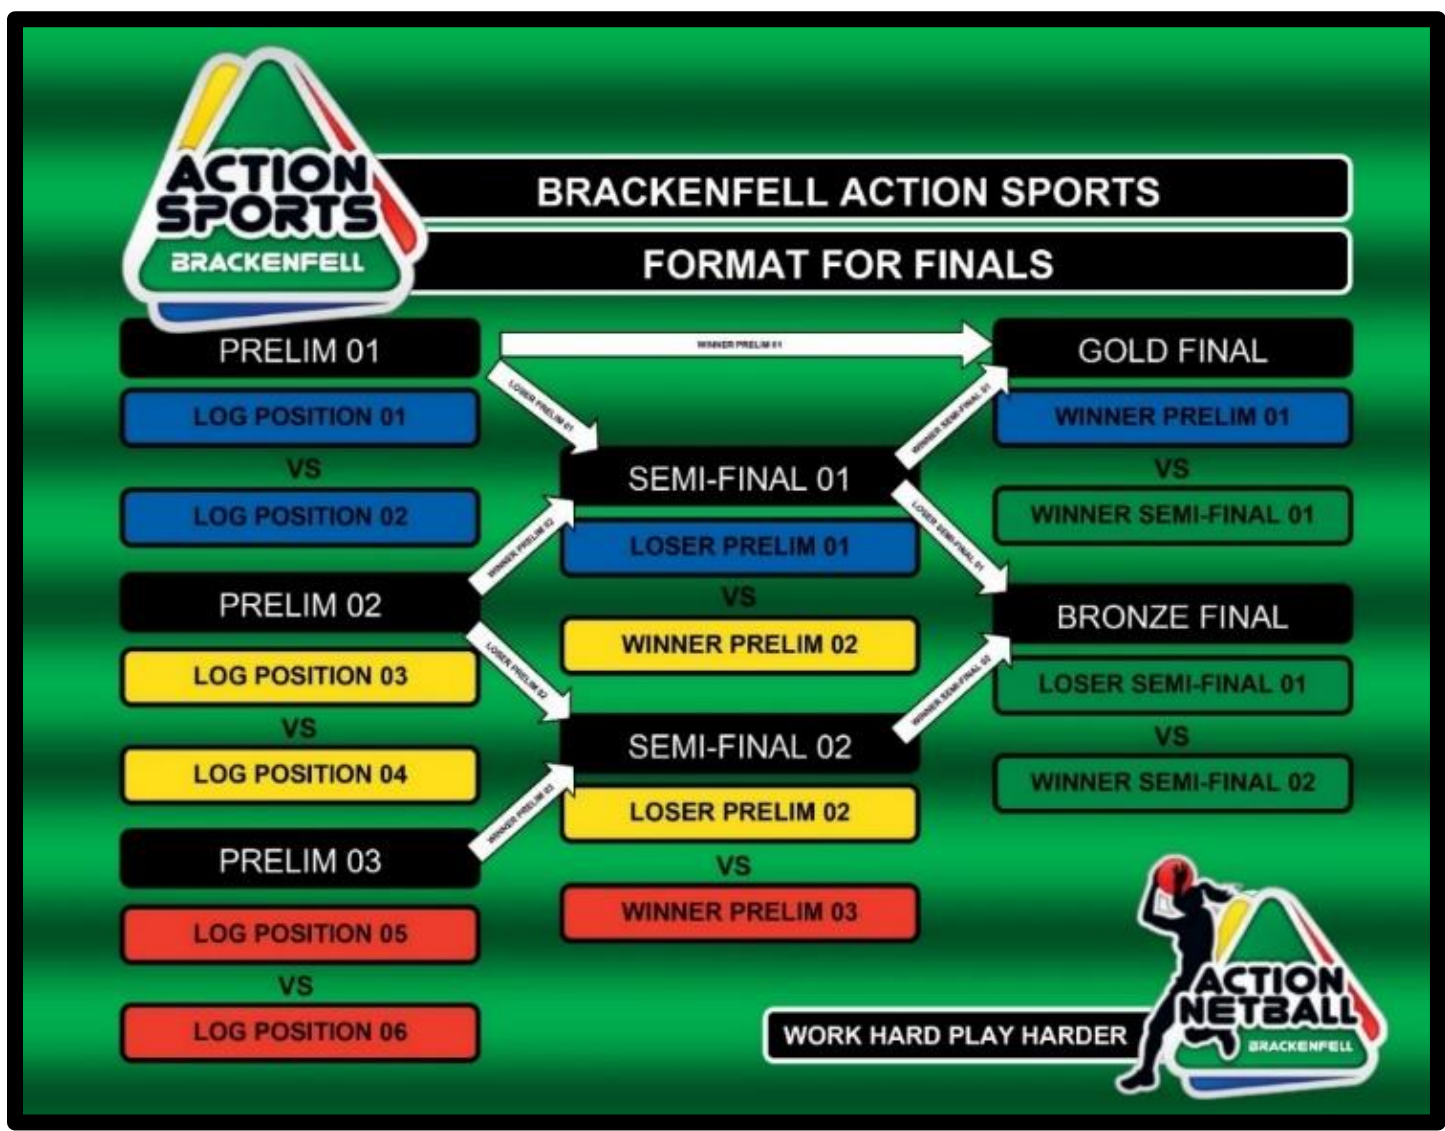 ACTION
SPORTS
BRACKENFELL
BRACKENFELL ACTION SPORTS
FORMAT FOR FINALS
PRELIM 01
LOG POSITION 01
VS
LOG POSITION 02
PRELIM 02
LOG POSITION 03
VS
LOG POSITION 04
PRELIM 03
LOG POSITION 05
VS
LOG POSITION 06
WINNER PRELIM 01
LOSER PRELIM 01
WINNER PRELIM 02
LOSER PRELIM 02
WINNER PRELIM 03
SEMI-FINAL 01
LOSER PRELIM 01
VS
WINNER PRELIM 02
SEMI-FINAL 02
LOSER PRELIM 02
VS
WINNER PRELIM 03
WINNER SEMI-FINAL 01
LOSER SEMI-FINAL 01
WINNER SEMI-FINAL 02
GOLD FINAL
WINNER PRELIM 01
VS
WINNER SEMI-FINAL 01
BRONZE FINAL
LOSER SEMI-FINAL 01
VS
WINNER SEMI-FINAL 02
WORK HARD PLAY HARDER
ACTION
NETBALL
BRACKENFELL